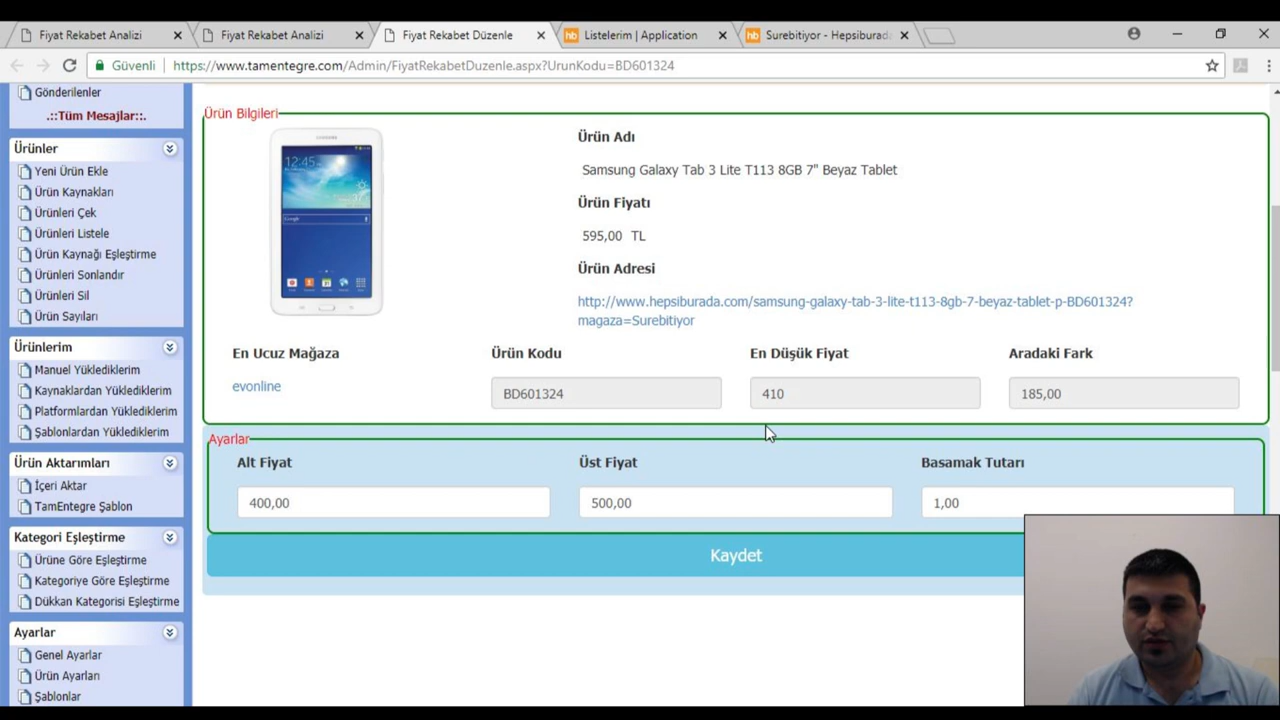 Fiyat Rekabet Analizi
Fiyat Rekabet Analizi
Fiyat Rekabet Düzenle
hb Listelerim | Application
hb Surebitiyor - Hepsiburada
Güvenli
https://www.tamentegre.com/Admin/FiyatRekabetDuzenle.aspx?UrunKodu=BD601324
Gönderilenler
.::Tüm Mesajlar::.
Ürünler
Yeni Ürün Ekle
Ürün Kaynakları
Ürünleri Çek
Ürünleri Listele
Ürün Kaynağı Eşleştirme
Ürünleri Sonlandır
Ürünleri Sil
Ürün Sayıları
Ürünlerim
Manuel Yüklediklerim
Kaynaklardan Yüklediklerim
Platformlardan Yüklediklerim
Şablonlardan Yüklediklerim
Ürün Aktarımları
İçeri Aktar
TamEntegre Şablon
Kategori Eşleştirme
Ürüne Göre Eşleştirme
Kategoriye Göre Eşleştirme
Dükkan Kategorisi Eşleştirme
Ayarlar
Genel Ayarlar
Ürün Ayarları
Şablonlar
Ürün Bilgileri
12:45
Google
Ürün Adı
Samsung Galaxy Tab 3 Lite T113 8GB 7" Beyaz Tablet
Ürün Fiyatı
595,00 TL
Ürün Adresi
http://www.hepsiburada.com/samsung-galaxy-tab-3-lite-t113-8gb-7-beyaz-tablet-p-BD601324?
magaza=Surebitiyor
En Ucuz Mağaza
Ürün Kodu
En Düşük Fiyat
Aradaki Fark
evonline
BD601324
410
185,00
Ayarlar
Alt Fiyat
Üst Fiyat
Basamak Tutarı
400,00
500,00
1,00
Kaydet